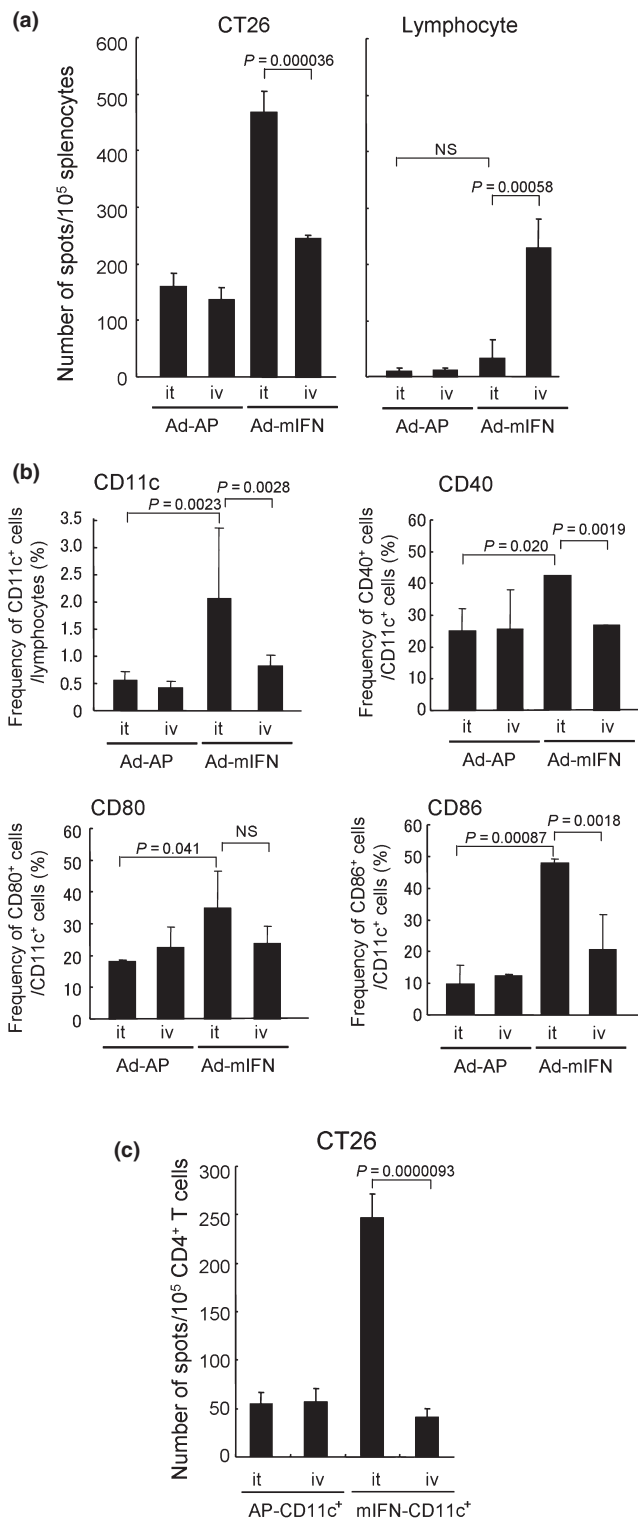 (a)
CT26
Lymphocyte
Number of spots/10⁵ splenocytes
600
500
400
300
200
100
0
P = 0.000036
NS
P = 0.00058
it
iv
it
iv
it
iv
it
iv
Ad-AP
Ad-mIFN
Ad-AP
Ad-mIFN
(b)
CD11c
Frequency of CD11c⁺ cells
/lymphocytes (%)
3.5
3.0
2.5
2.0
1.5
1.0
0.5
P = 0.0023
P = 0.0028
it
iv
it
iv
Ad-AP
Ad-mIFN
CD40
Frequency of CD40⁺ cells
/CD11c⁺ cells (%)
60
50
40
30
20
10
0
P = 0.020
P = 0.0019
it
iv
it
iv
Ad-AP
Ad-mIFN
CD80
Frequency of CD80⁺ cells
/CD11c⁺ cells (%)
60
50
40
30
20
10
0
P = 0.041
NS
it
iv
it
iv
Ad-AP
Ad-mIFN
CD86
Frequency of CD86⁺ cells
/CD11c⁺ cells (%)
60
50
40
30
20
10
0
P = 0.00087
P = 0.0018
it
iv
it
iv
Ad-AP
Ad-mIFN
(c)
CT26
Number of spots/10⁵ CD4⁺ T cells
300
250
200
150
100
50
0
P = 0.0000093
it
iv
it
iv
AP-CD11c⁺
mIFN-CD11c⁺